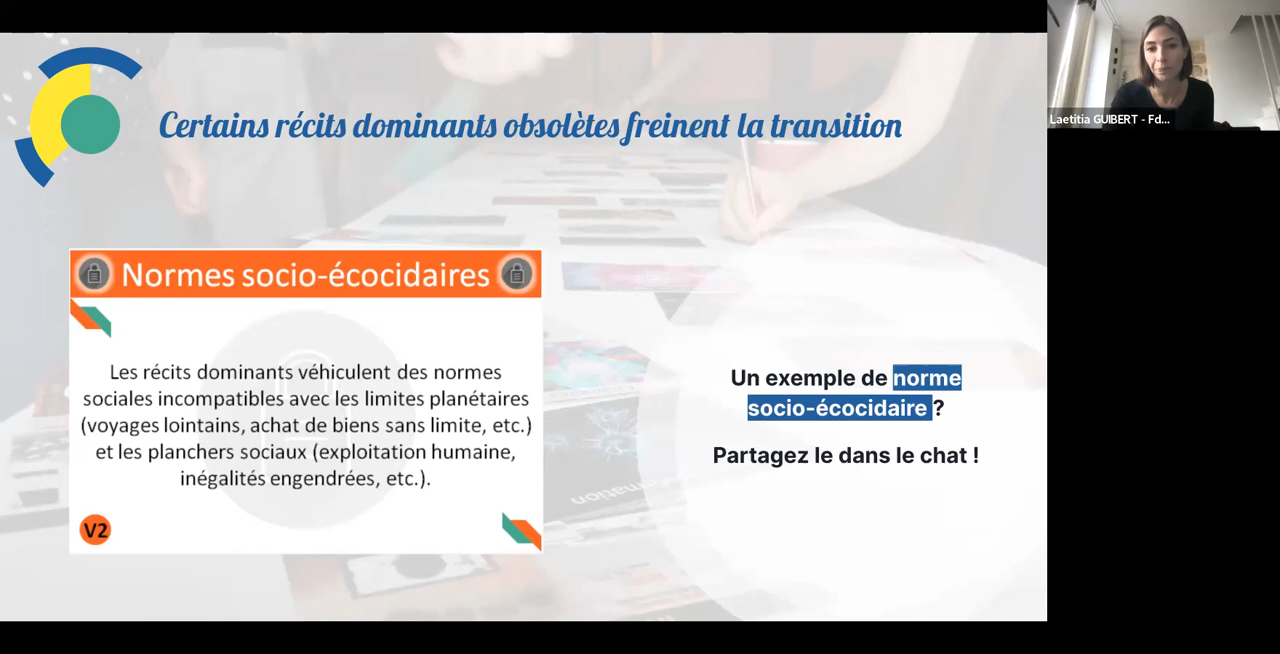 Certains récits dominants obsolètes freinent la transition
Laetitia GUIBERT - Fd...
Normes socio-écocidaires
Les récits dominants véhiculent des normes
sociales incompatibles avec les limites planétaires
(voyages lointains, achat de biens sans limite, etc.)
et les planchers sociaux (exploitation humaine,
inégalités engendrées, etc.).
V2
Un exemple de norme
socio-écocidaire ?
Partagez le dans le chat !